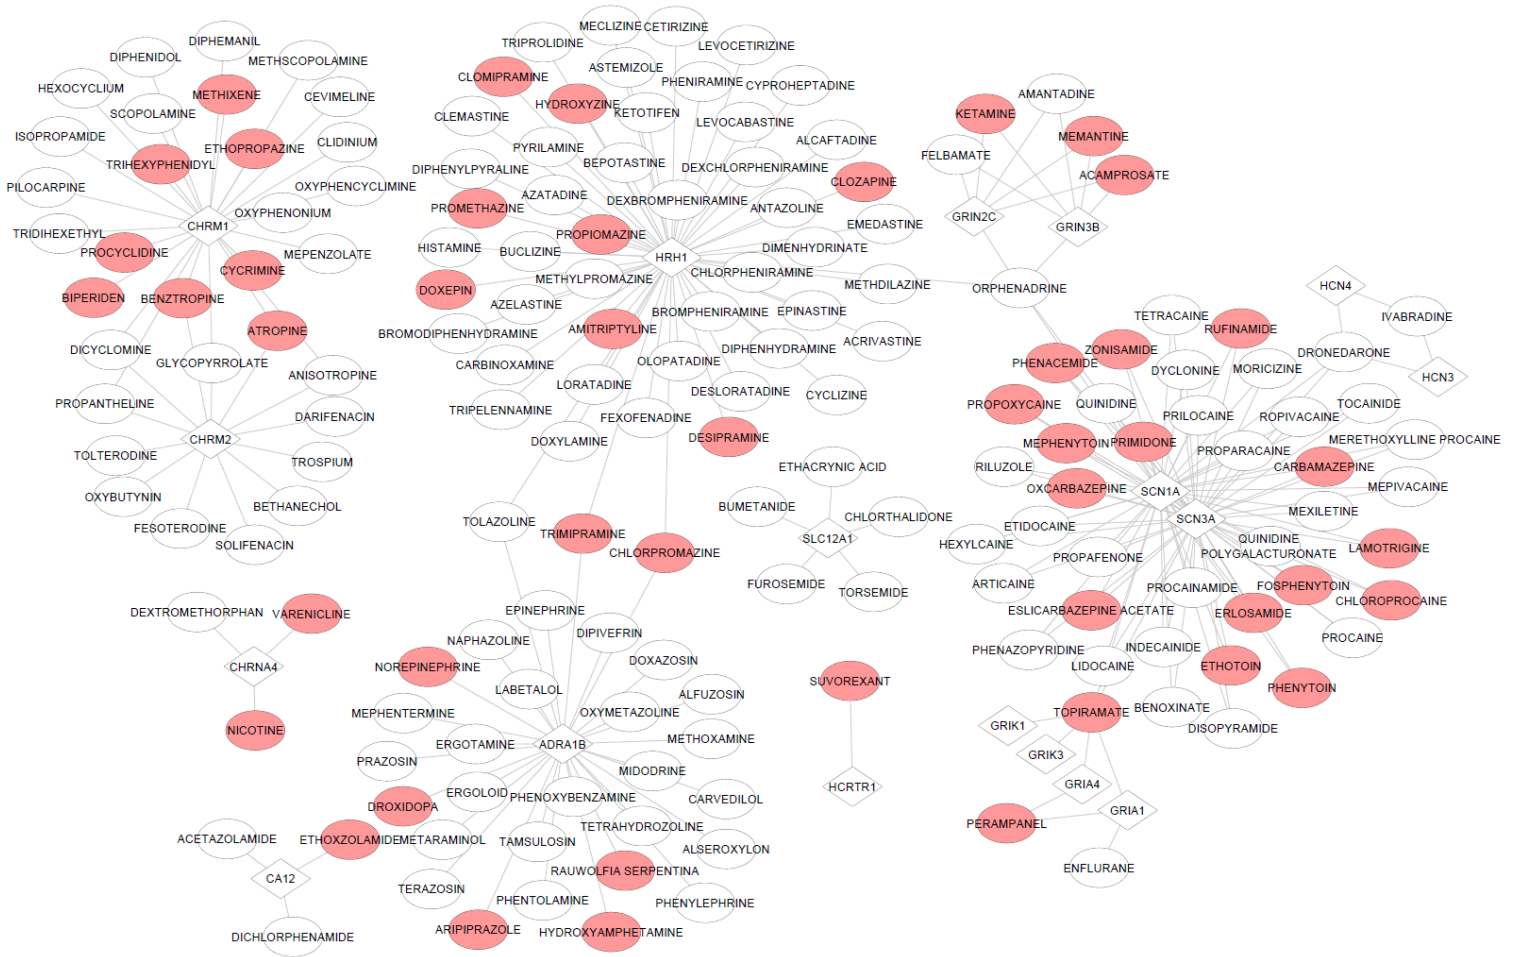 DIPHEMANIL
DIPHENIDOL
METHSCOPOLAMINE
HEXOCYCLIUM
METHIXENE
CEVIMELINE
SCOPOLAMINE
ISOPROPAMIDE
ETHOPROPAZINE
CLIDINIUM
TRIHEXYPHENIDYL
PILOCARPINE
OXYPHENCYCLIMINE
OXYPHENONIUM
CHRM1
TRIDIHEXETHYL
PROCYCLIDINE
MEPENZOLATE
CYCRIMINE
BIPERIDEN
BENZTROPINE
ATROPINE
DICYCLOMINE
GLYCOPYRROLATE
ANISOTROPINE
PROPANTHELINE
DARIFENACIN
CHRM2
TOLTERODINE
TROSPIUM
OXYBUTYNIN
BETHANECHOL
FESOTERODINE
SOLIFENACIN
MECLIZINE
CETIRIZINE
TRIPROLIDINE
LEVOCETIRIZINE
CLOMIPRAMINE
ASTEMIZOLE
PHENIRAMINE
CYPROHEPTADINE
HYDROXYZINE
KETOTIFEN
CLEMASTINE
LEVOCABASTINE
PYRILAMINE
ALCAFTADINE
BEPOTASTINE
DIPHENYLPYRALINE
DEXCHLORPHENIRAMINE
CLOZAPINE
AZATADINE
DEXBROMPHENIRAMINE
PROMETHAZINE
ANTAZOLINE
EMEDASTINE
PROPIOMAZINE
HISTAMINE
BUCLIZINE
DIMENHYDRINATE
HRH1
CHLORPHENIRAMINE
METHYLPROMAZINE
METHDILAZINE
DOXEPIN
AZELASTINE
BROMPHENIRAMINE
EPINASTINE
BROMODIPHENHYDRAMINE
AMITRIPTYLINE
ACRIVASTINE
DIPHENHYDRAMINE
CARBINOXAMINE
OLOPATADINE
LORATADINE
DESLORATADINE
CYCLIZINE
TRIPELENNAMINE
FEXOFENADINE
DOXYLAMINE
DESIPRAMINE
KETAMINE
AMANTADINE
MEMANTINE
FELBAMATE
ACAMPROSATE
GRIN2C
GRIN3B
ORPHENADRINE
HCN4
IVABRADINE
DRONEDARONE
HCN3
TETRACAINE
RUFINAMIDE
ZONISAMIDE
PHENACEMIDE
DYCLONINE
MORICIZINE
PROPOXYCAINE
QUINIDINE
TOCAINIDE
PRILOCAINE
ROPIVACAINE
MEPHENYTOIN
PRIMIDONE
MERETHOXYLLINE PROCAINE
PROPARACAINE
RILUZOLE
CARBAMAZEPINE
OXCARBAZEPINE
SCN1A
MEPIVACAINE
MEXILETINE
SCN3A
ETIDOCAINE
HEXYLCAINE
QUINIDINE
POLYGALACTURONATE
LAMOTRIGINE
PROPAFENONE
ARTICAINE
PROCAINAMIDE
FOSPHENYTOIN
CHLOROPROCAINE
ESLICARBAZEPINE ACETATE
ERLOSAMIDE
PROCAINE
PHENAZOPYRIDINE
INDECAINIDE
LIDOCAINE
ETHOTOIN
PHENYTOIN
BENOXINATE
DISOPYRAMIDE
TOPIRAMATE
GRIK1
GRIK3
GRIA4
GRIA1
PERAMPANEL
ENFLURANE
ETHACRYNIC ACID
BUMETANIDE
CHLORTHALIDONE
SLC12A1
FUROSEMIDE
TORSEMIDE
TOLAZOLINE
TRIMIPRAMINE
CHLORPROMAZINE
EPINEPHRINE
NAPHAZOLINE
DIPIVEFRIN
NOREPINEPHRINE
DOXAZOSIN
LABETALOL
ALFUZOSIN
MEPHENTERMINE
OXYMETAZOLINE
METHOXAMINE
ERGOTAMINE
ADRA1B
PRAZOSIN
MIDODRINE
ERGOLOID
PHENOXYBENZAMINE
CARVEDILOL
DROXIDOPA
TETRAHYDROZOLINE
METARAMINOL
TAMSULOSIN
ALSEROXYLON
RAUWOLFIA SERPENTINA
TERAZOSIN
PHENTOLAMINE
PHENYLEPHRINE
ARIPIPRAZOLE
HYDROXYAMPHETAMINE
SUVOREXANT
HCRTR1
DEXTROMETHORPHAN
VARENICLINE
CHRNA4
NICOTINE
ACETAZOLAMIDE
ETHOXZOLAMIDE
CA12
DICHLORPHENAMIDE